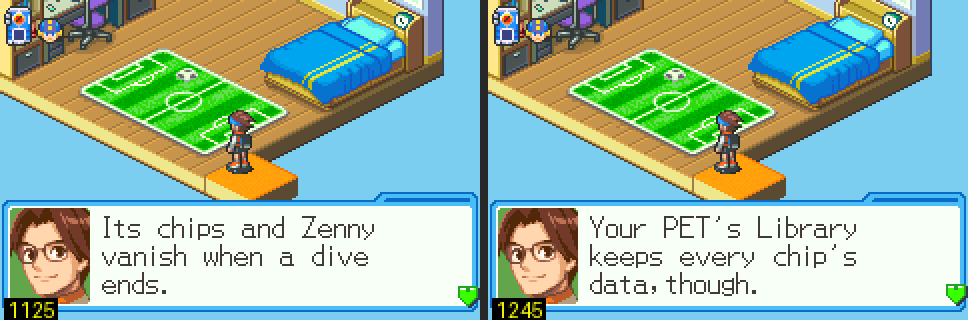 Its chips and Zenny
vanish when a dive
ends.
1125
Your PET's Library
keeps every chip's
data, though.
1245